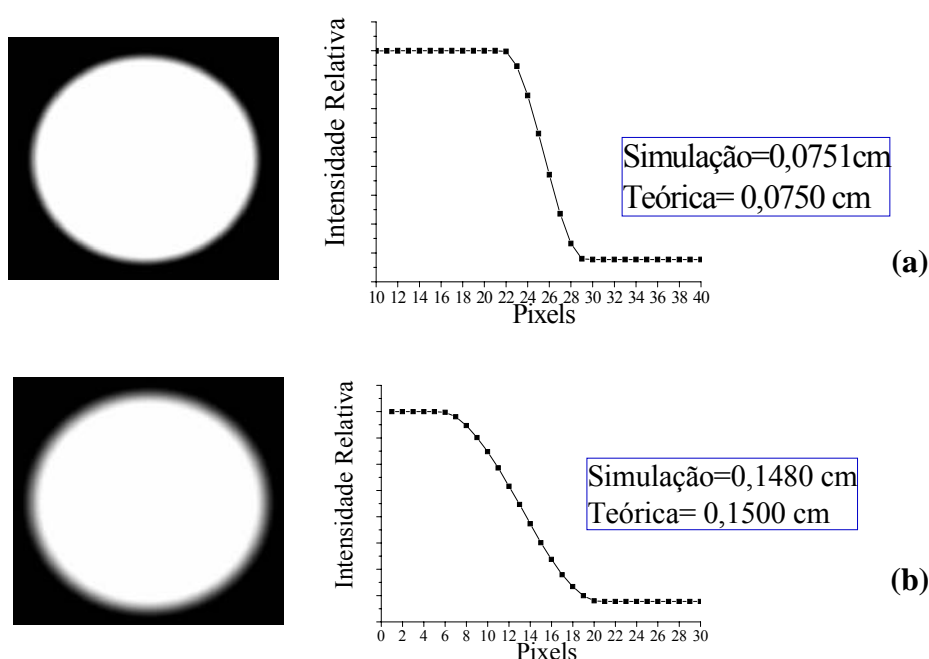 Intensidade Relativa
Simulação=0,0751cm
Teórica= 0,0750 cm
(a)
10 12 14 16 18 20 22 24 26 28 30 32 34 36 38 40
Pixels
Intensidade Relativa
Simulação=0,1480 cm
Teórica= 0,1500 cm
(b)
0 2 4 6 8 10 12 14 16 18 20 22 24 26 28 30
Pixels